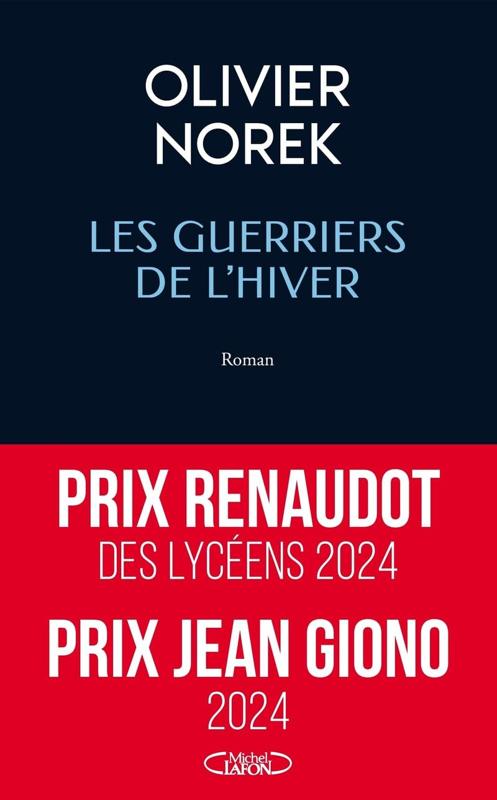 OLIVIER
NOREK
LES GUERRIERS
DE L'HIVER
Roman
PRIX RENAUDOT
DES LYCÉENS 2024
PRIX JEAN GIONO
2024
Michel
LAFON